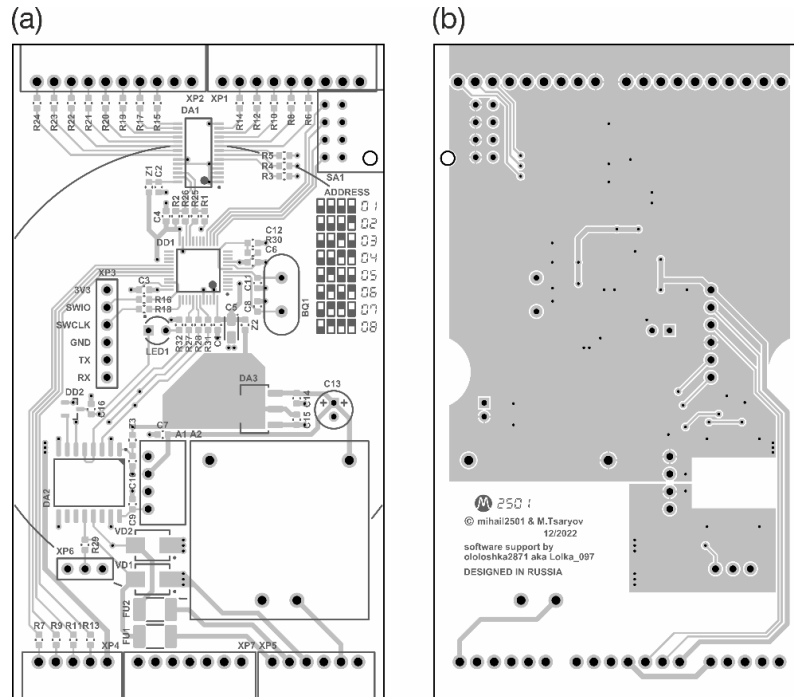 (a)
(b)
XP2 XP1
DA1
R24
R23
R22
R21
R20
R19
R17
R15
R14
R12
R10
R8
R6
R5
R4
R3
SA1
ADDRESS
01
02
03
04
05
06
07
08
Z1
C2
C4
R2
R26
R25
R1
DD1
C12
R30
C6
C11
C8
BQ1
XP3
3V3
SWIO
SWCLK
GND
TX
RX
C3
R16
R18
LED1
R32
R27
R28
R31
C5
Z2
DA3
C13
C14
C15
DD2
C16
Z3
C7
A1 A2
DA2
C10
C9
R29
VD2
VD1
XP6
FU2
FU1
R7
R9
R11
R13
XP4
XP7 XP5
2501
© mihail2501 & M.Tsaryov
12/2022
software support by
ololoshka2871 aka Lolka_097
DESIGNED IN RUSSIA